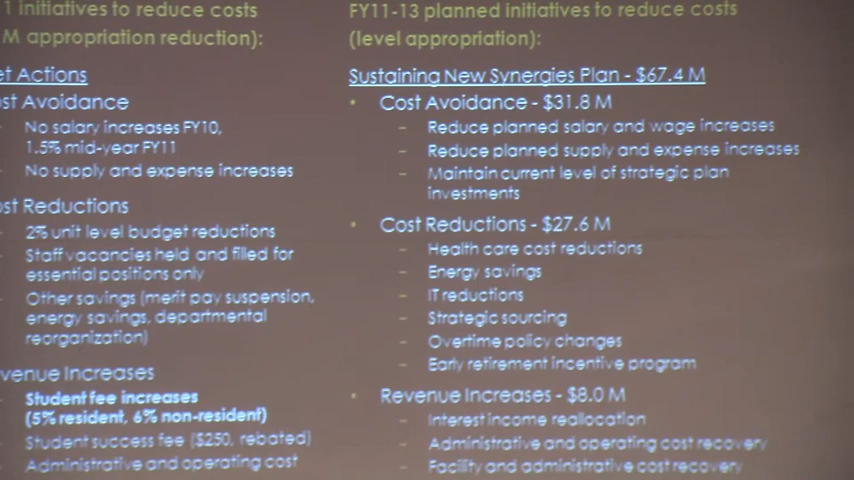 1 initiatives to reduce costs
M appropriation reduction):
et Actions
st Avoidance
- No salary increases FY10,
1.5% mid-year FY11
- No supply and expense increases
st Reductions
- 2% unit level budget reductions
- Staff vacancies held and filled for
essential positions only
- Other savings (merit pay suspension,
energy savings, departmental
reorganization)
venue Increases
- Student fee increases
(5% resident, 6% non-resident)
- Student success fee ($250, rebated)
- Administrative and operating cost
FY11-13 planned initiatives to reduce costs
(level appropriation):
Sustaining New Synergies Plan - $67.4 M
• Cost Avoidance - $31.8 M
- Reduce planned salary and wage increases
- Reduce planned supply and expense increases
- Maintain current level of strategic plan
investments
• Cost Reductions - $27.6 M
- Health care cost reductions
- Energy savings
- IT reductions
- Strategic sourcing
- Overtime policy changes
- Early retirement incentive program
• Revenue Increases - $8.0 M
- Interest income reallocation
- Administrative and operating cost recovery
- Facility and administrative cost recovery